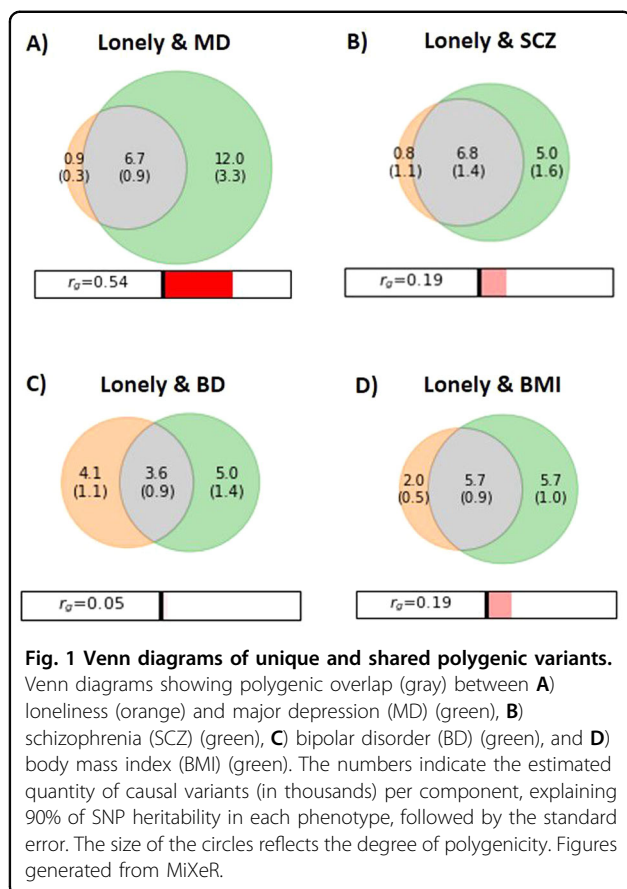 A) Lonely & MD
0.9 6.7 12.0
(0.3) (0.9) (3.3)
r_g=0.54
B) Lonely & SCZ
0.8 6.8 5.0
(1.1) (1.4) (1.6)
r_g=0.19
C) Lonely & BD
4.1 3.6 5.0
(1.1) (0.9) (1.4)
r_g=0.05
D) Lonely & BMI
2.0 5.7 5.7
(0.5) (0.9) (1.0)
r_g=0.19
Fig. 1 Venn diagrams of unique and shared polygenic variants.
Venn diagrams showing polygenic overlap (gray) between A)
loneliness (orange) and major depression (MD) (green), B)
schizophrenia (SCZ) (green), C) bipolar disorder (BD) (green), and D)
body mass index (BMI) (green). The numbers indicate the estimated
quantity of causal variants (in thousands) per component, explaining
90% of SNP heritability in each phenotype, followed by the standard
error. The size of the circles reflects the degree of polygenicity. Figures
generated from MiXeR.